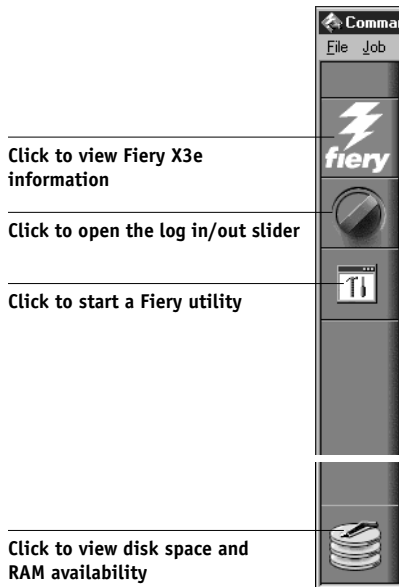 Comma
File Job
fiery
Click to view Fiery X3e
information
Click to open the log in/out slider
Click to start a Fiery utility
Click to view disk space and
RAM availability